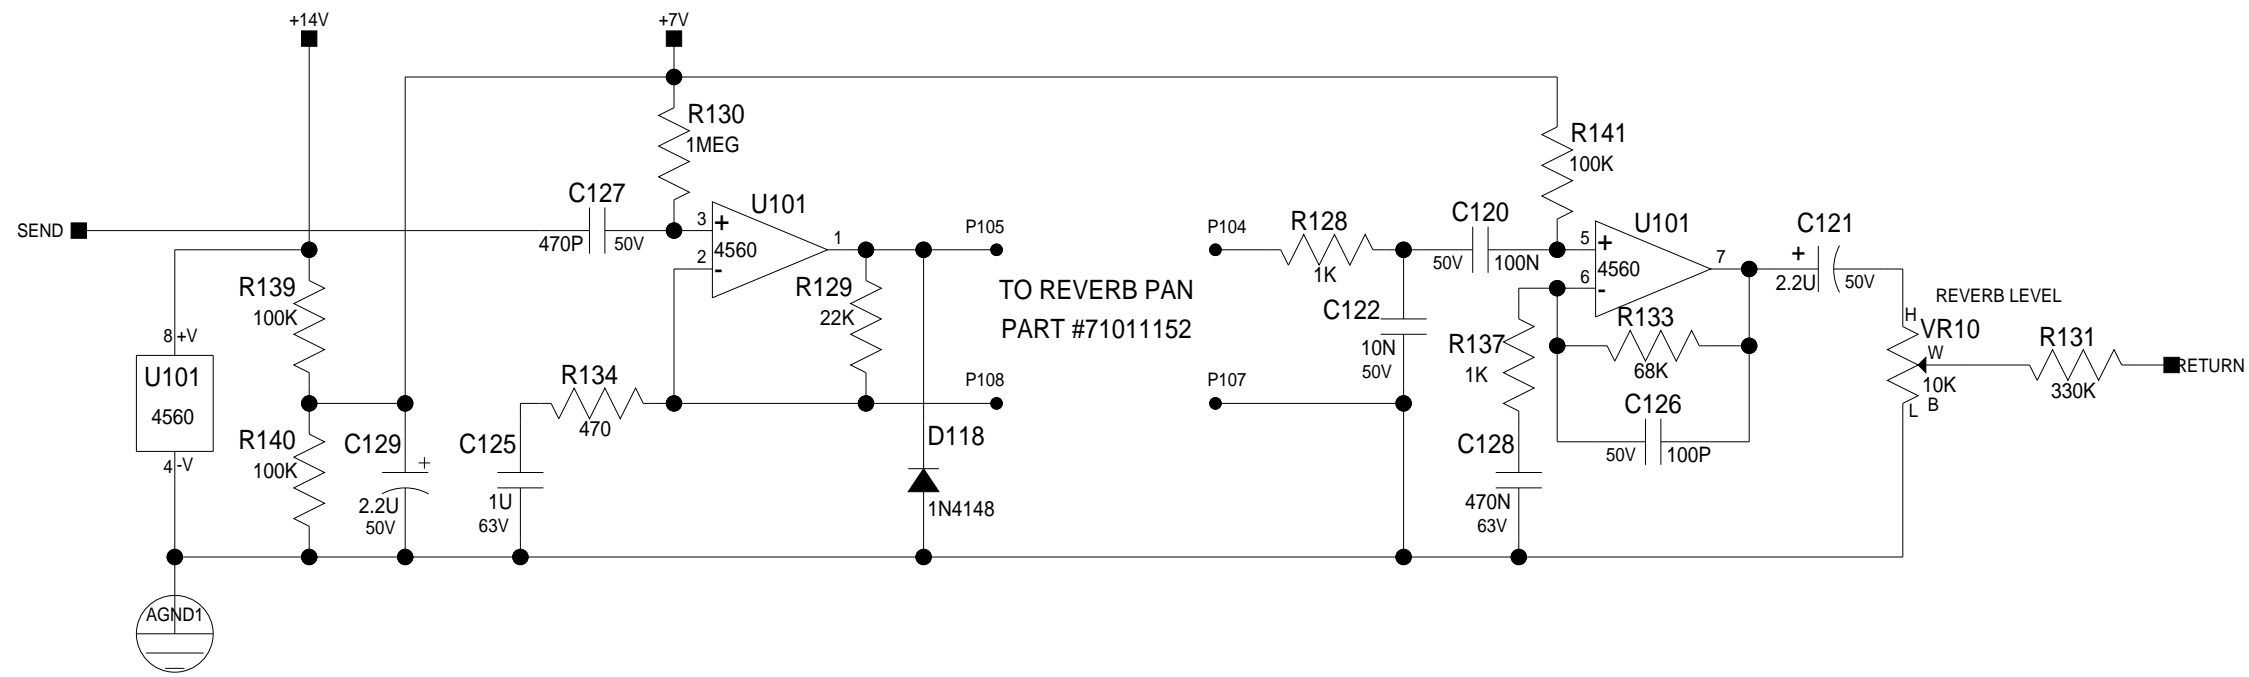 +14V
+7V
R130
1MEG
R141
100K
C127
470P
50V
U101
3
+
4560
2
-
1
SEND
P105
P104
R128
1K
C120
50V
100N
U101
5
+
4560
6
-
7
C121
+
2.2U
50V
R139
100K
R129
22K
TO REVERB PAN
PART #71011152
C122
10N
50V
R133
68K
R137
1K
REVERB LEVEL
H
VR10
W
10K
L
B
R131
330K
RETURN
8
+V
U101
4560
4
-V
R134
470
P108
P107
C126
50V
100P
R140
100K
C129
+
2.2U
50V
C125
1U
63V
D118
1N4148
C128
470N
63V
AGND1